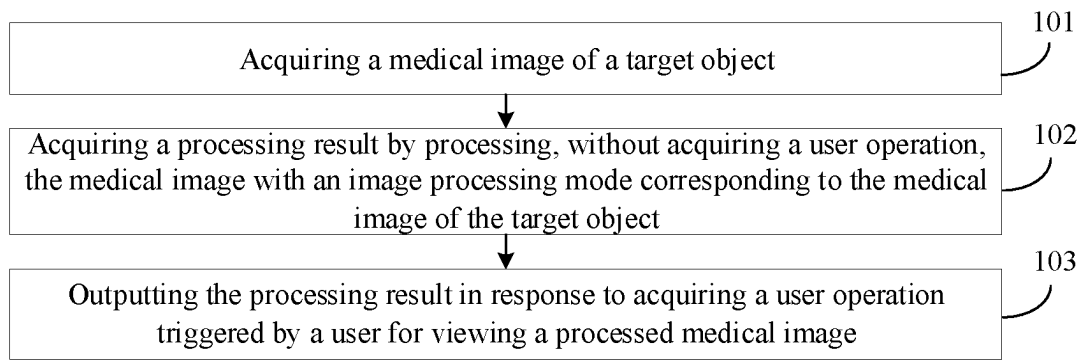 101
Acquiring a medical image of a target object
102
Acquiring a processing result by processing, without acquiring a user operation,
the medical image with an image processing mode corresponding to the medical
image of the target object
103
Outputting the processing result in response to acquiring a user operation
triggered by a user for viewing a processed medical image